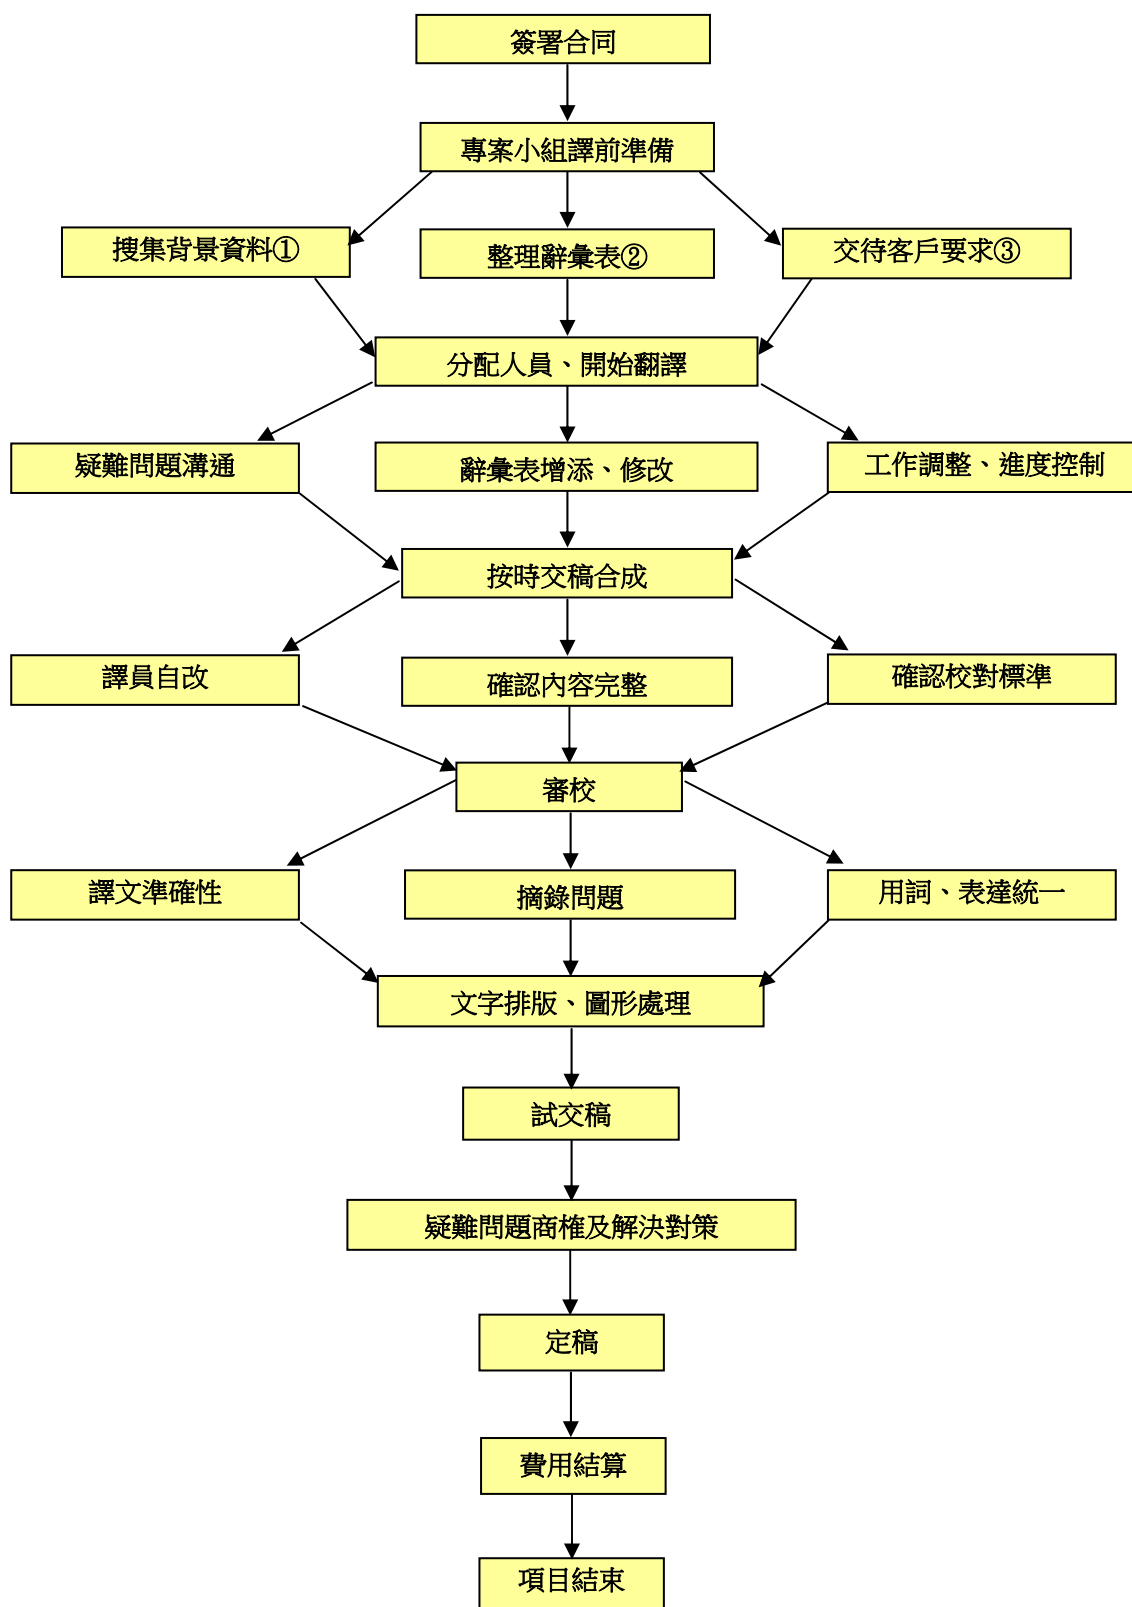 簽署合同
專案小組譯前準備
搜集背景資料①
整理辭彙表②
交待客戶要求③
分配人員、開始翻譯
疑難問題溝通
辭彙表增添、修改
工作調整、進度控制
按時交稿合成
譯員自改
確認內容完整
確認校對標準
審校
譯文準確性
摘錄問題
用詞、表達統一
文字排版、圖形處理
試交稿
疑難問題商榷及解決對策
定稿
費用結算
項目結束